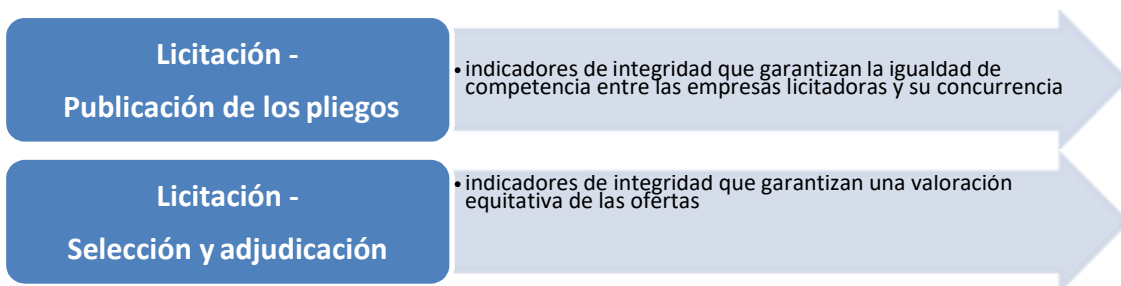 Licitación -
Publicación de los pliegos
• indicadores de integridad que garantizan la igualdad de
competencia entre las empresas licitadoras y su concurrencia
Licitación -
Selección y adjudicación
• indicadores de integridad que garantizan una valoración
equitativa de las ofertas